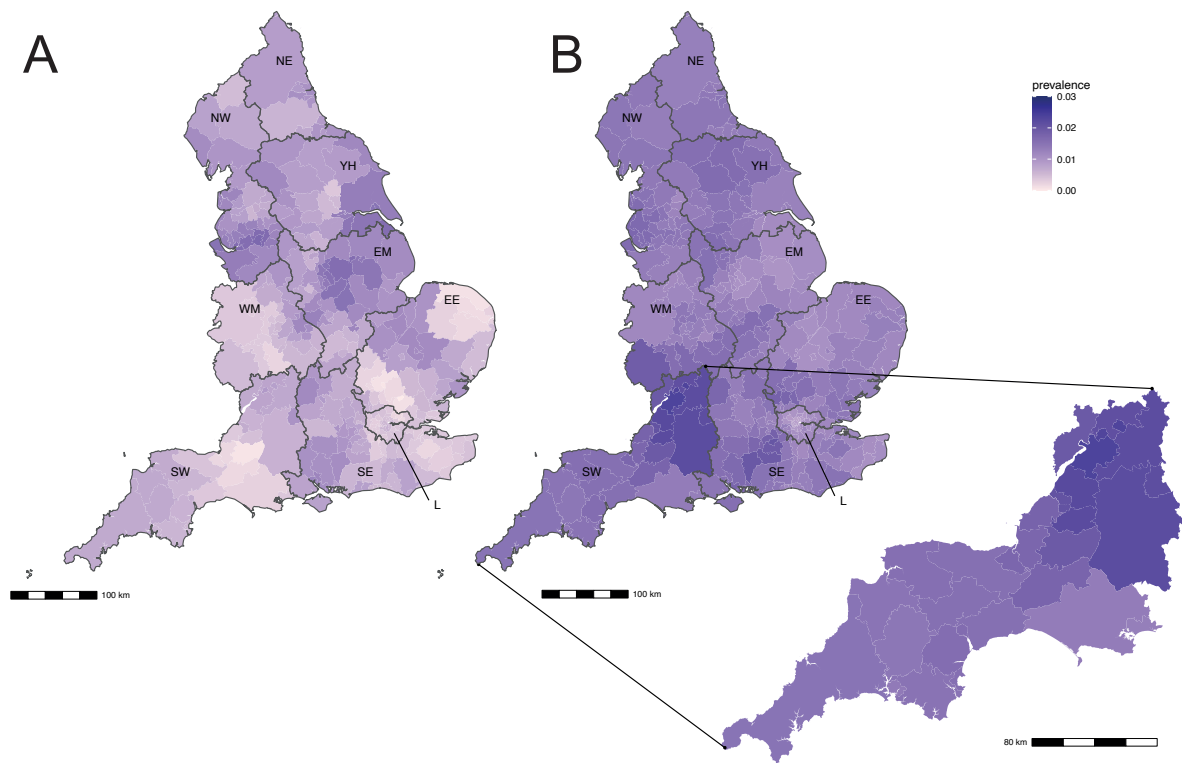 A
B
NE
NW
YH
EM
WM
EE
SW
SE
L
100 km
NE
NW
YH
EM
WM
EE
SW
SE
L
100 km
prevalence
0.03
0.02
0.01
0.00
80 km